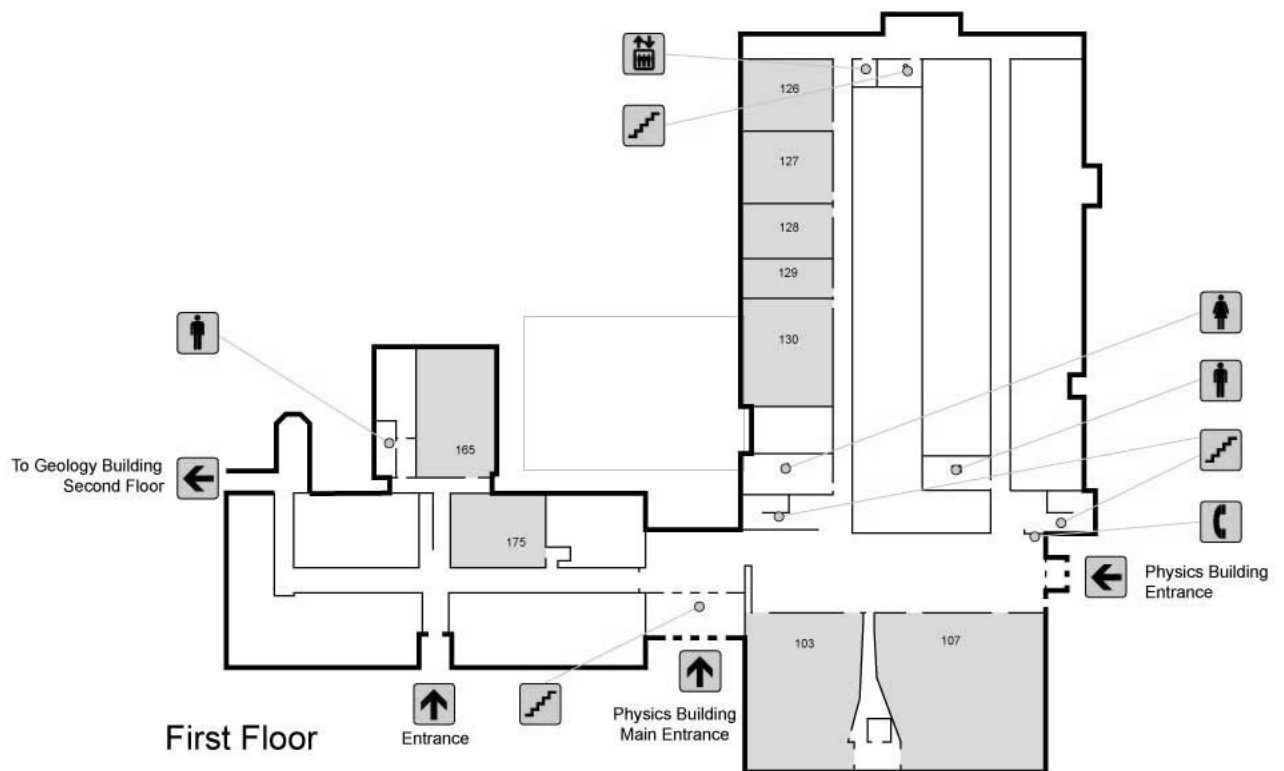 126
127
128
129
130
To Geology Building
Second Floor
165
175
Physics Building
Entrance
103
107
First Floor
Entrance
Physics Building
Main Entrance